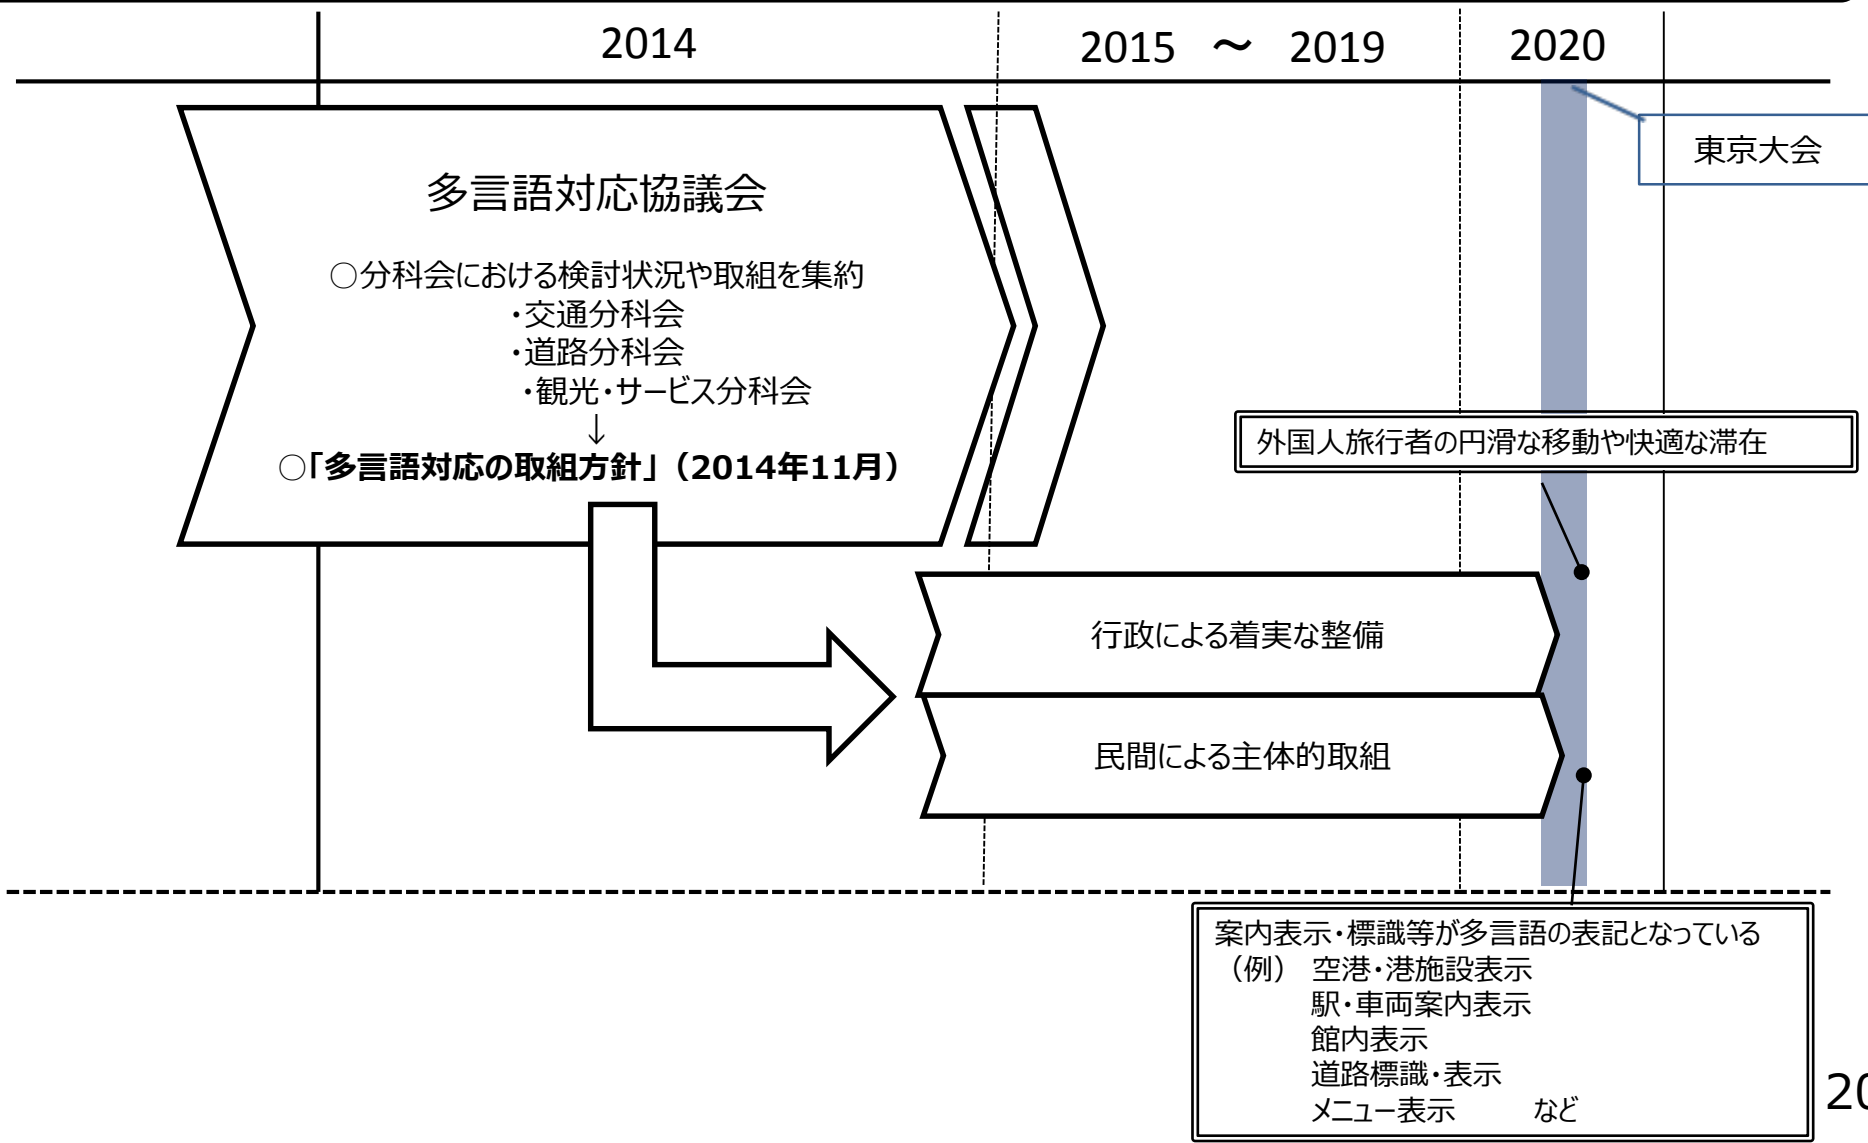 2014
2015 ～ 2019
2020
東京大会
多言語対応協議会
○分科会における検討状況や取組を集約
・交通分科会
・道路分科会
・観光・サービス分科会
↓
○「多言語対応の取組方針」（2014年11月）
外国人旅行者の円滑な移動や快適な滞在
行政による着実な整備
民間による主体的取組
案内表示・標識等が多言語の表記となっている
（例） 空港・港施設表示
駅・車両案内表示
館内表示
道路標識・表示
メニュー表示 など
20